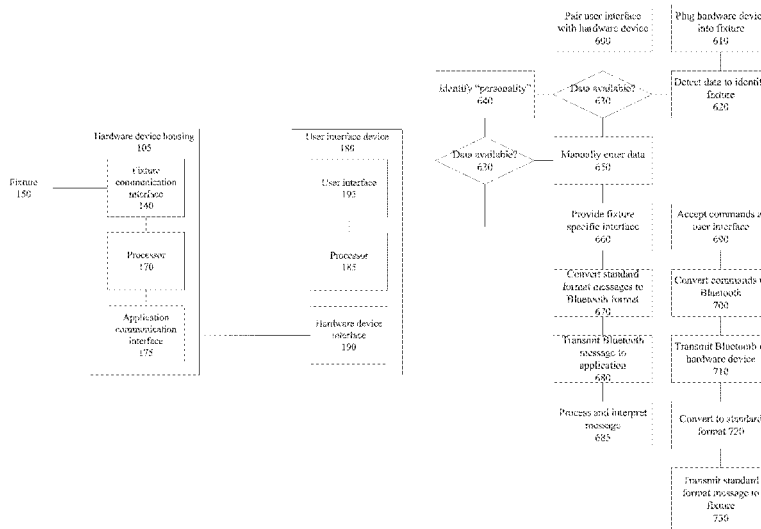 Fixture
150
Hardware device housing
105
Fixture
communication
interface
140
Processor
170
Application
communication
interface
175
User interface device
180
User interface
195
Processor
185
Hardware device
interface
190
Pair user interface
with hardware device
600
Plug hardware devic
into fixture
610
Identify “personality”
640
Data available?
630
Detect data to identif
fixture
620
Data available?
630
Manually enter data
650
Provide fixture
specific interface
660
Accept commands a
user interface
690
Convert standard
format messages to
Bluetooth format
670
Convert commands t
Bluetooth
700
Transmit Bluetooth
message to
application
680
Transmit Bluetooth
hardware device
710
Process and interpret
message
685
Convert to standard
format 720
Transmit standard
format message to
fixture
730